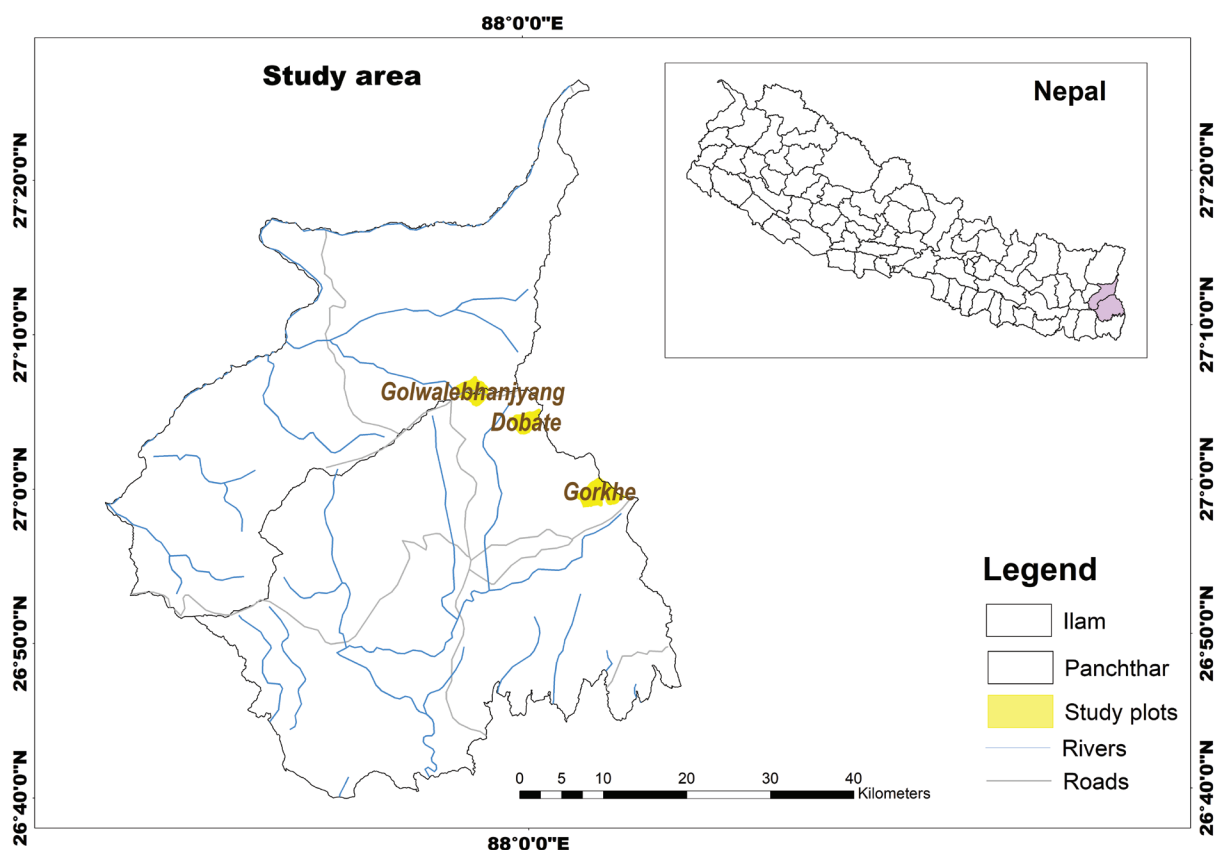 88°0'0"E
Study area
Nepal
27°20'0"N
27°20'0"N
27°10'0"N
27°10'0"N
Golwalebhanjyang
Dobate
Gorkhe
27°0'0"N
27°0'0"N
Legend
Ilam
Panchthar
Study plots
Rivers
Roads
26°50'0"N
26°50'0"N
0 5 10 20 30 40
Kilometers
26°40'0"N
26°40'0"N
88°0'0"E